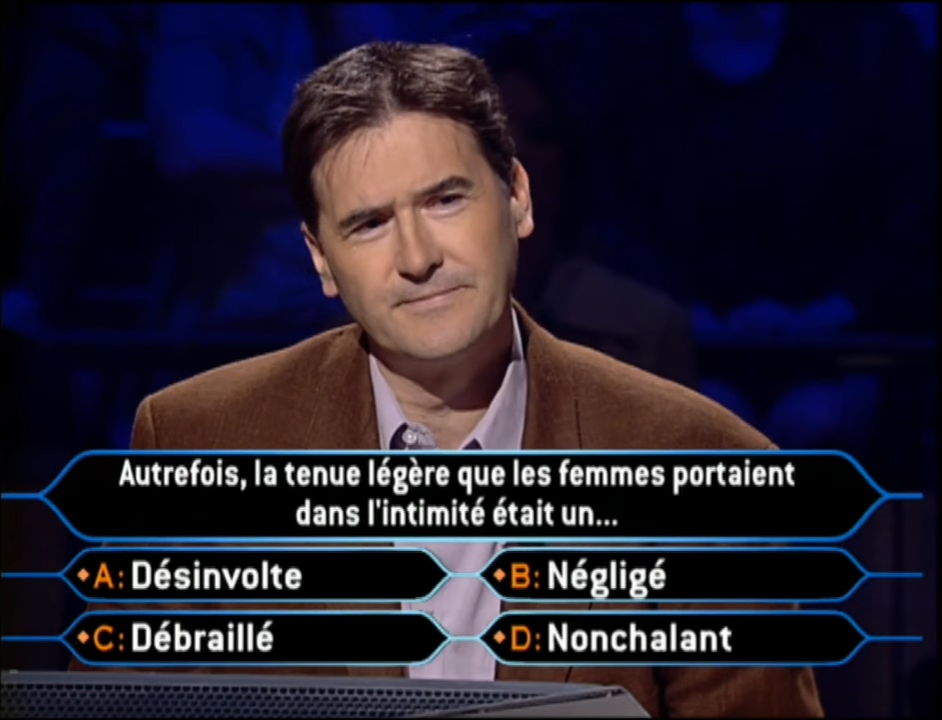 Autrefois, la tenue légère que les femmes portaient
dans l'intimité était un...
A: Désinvolte
B: Négligé
C: Débraillé
D: Nonchalant